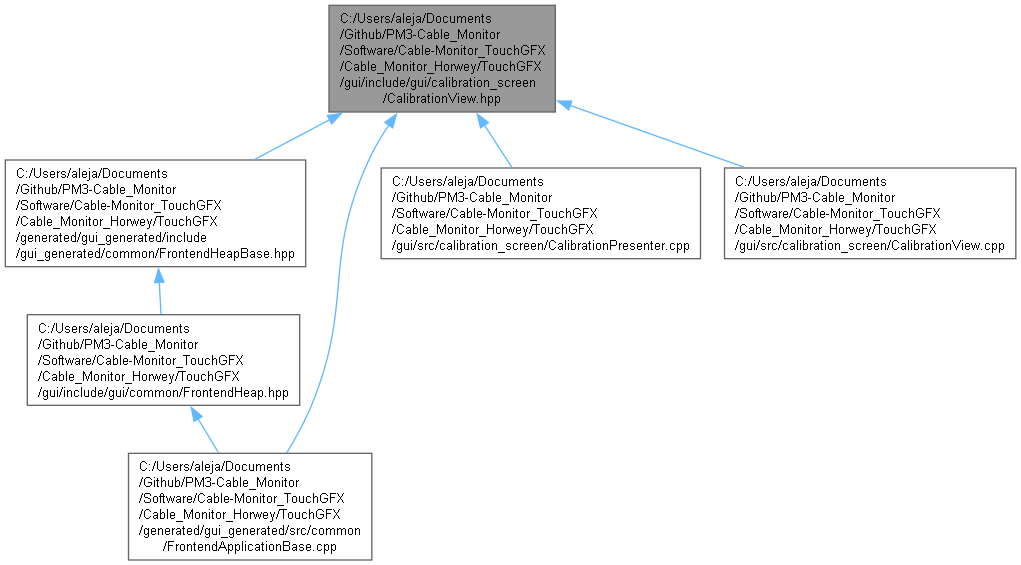 C:/Users/aleja/Documents
/Github/PM3-Cable_Monitor
/Software/Cable-Monitor_TouchGFX
/Cable_Monitor_Horwey/TouchGFX
/gui/include/gui/calibration_screen
/CalibrationView.hpp
C:/Users/aleja/Documents
/Github/PM3-Cable_Monitor
/Software/Cable-Monitor_TouchGFX
/Cable_Monitor_Horwey/TouchGFX
/generated/gui_generated/include
/gui_generated/common/FrontendHeapBase.hpp
C:/Users/aleja/Documents
/Github/PM3-Cable_Monitor
/Software/Cable-Monitor_TouchGFX
/Cable_Monitor_Horwey/TouchGFX
/gui/src/calibration_screen/CalibrationPresenter.cpp
C:/Users/aleja/Documents
/Github/PM3-Cable_Monitor
/Software/Cable-Monitor_TouchGFX
/Cable_Monitor_Horwey/TouchGFX
/gui/src/calibration_screen/CalibrationView.cpp
C:/Users/aleja/Documents
/Github/PM3-Cable_Monitor
/Software/Cable-Monitor_TouchGFX
/Cable_Monitor_Horwey/TouchGFX
/gui/include/gui/common/FrontendHeap.hpp
C:/Users/aleja/Documents
/Github/PM3-Cable_Monitor
/Software/Cable-Monitor_TouchGFX
/Cable_Monitor_Horwey/TouchGFX
/generated/gui_generated/src/common
/FrontendApplicationBase.cpp